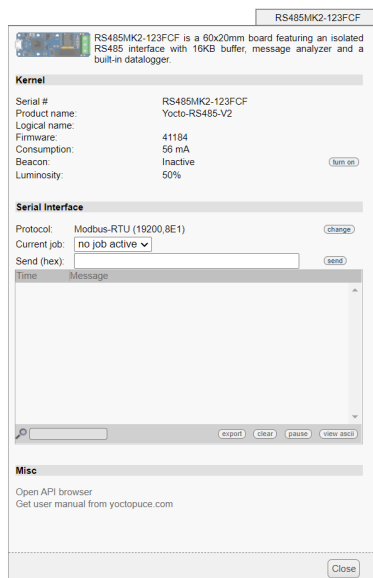 RS485MK2-123FCF
RS485MK2-123FCF is a 60x20mm board featuring an isolated
RS485 interface with 16KB buffer, message analyzer and a
built-in datalogger.
Kernel
Serial # RS485MK2-123FCF
Product name: Yocto-RS485-V2
Logical name:
Firmware: 41184
Consumption: 56 mA
Beacon: Inactive turn on
Luminosity: 50%
Serial Interface
Protocol: Modbus-RTU (19200,8E1) change
Current job: no job active
Send (hex): send
Time Message
export clear pause view ascii
Misc
Open API browser
Get user manual from yoctopuce.com
Close